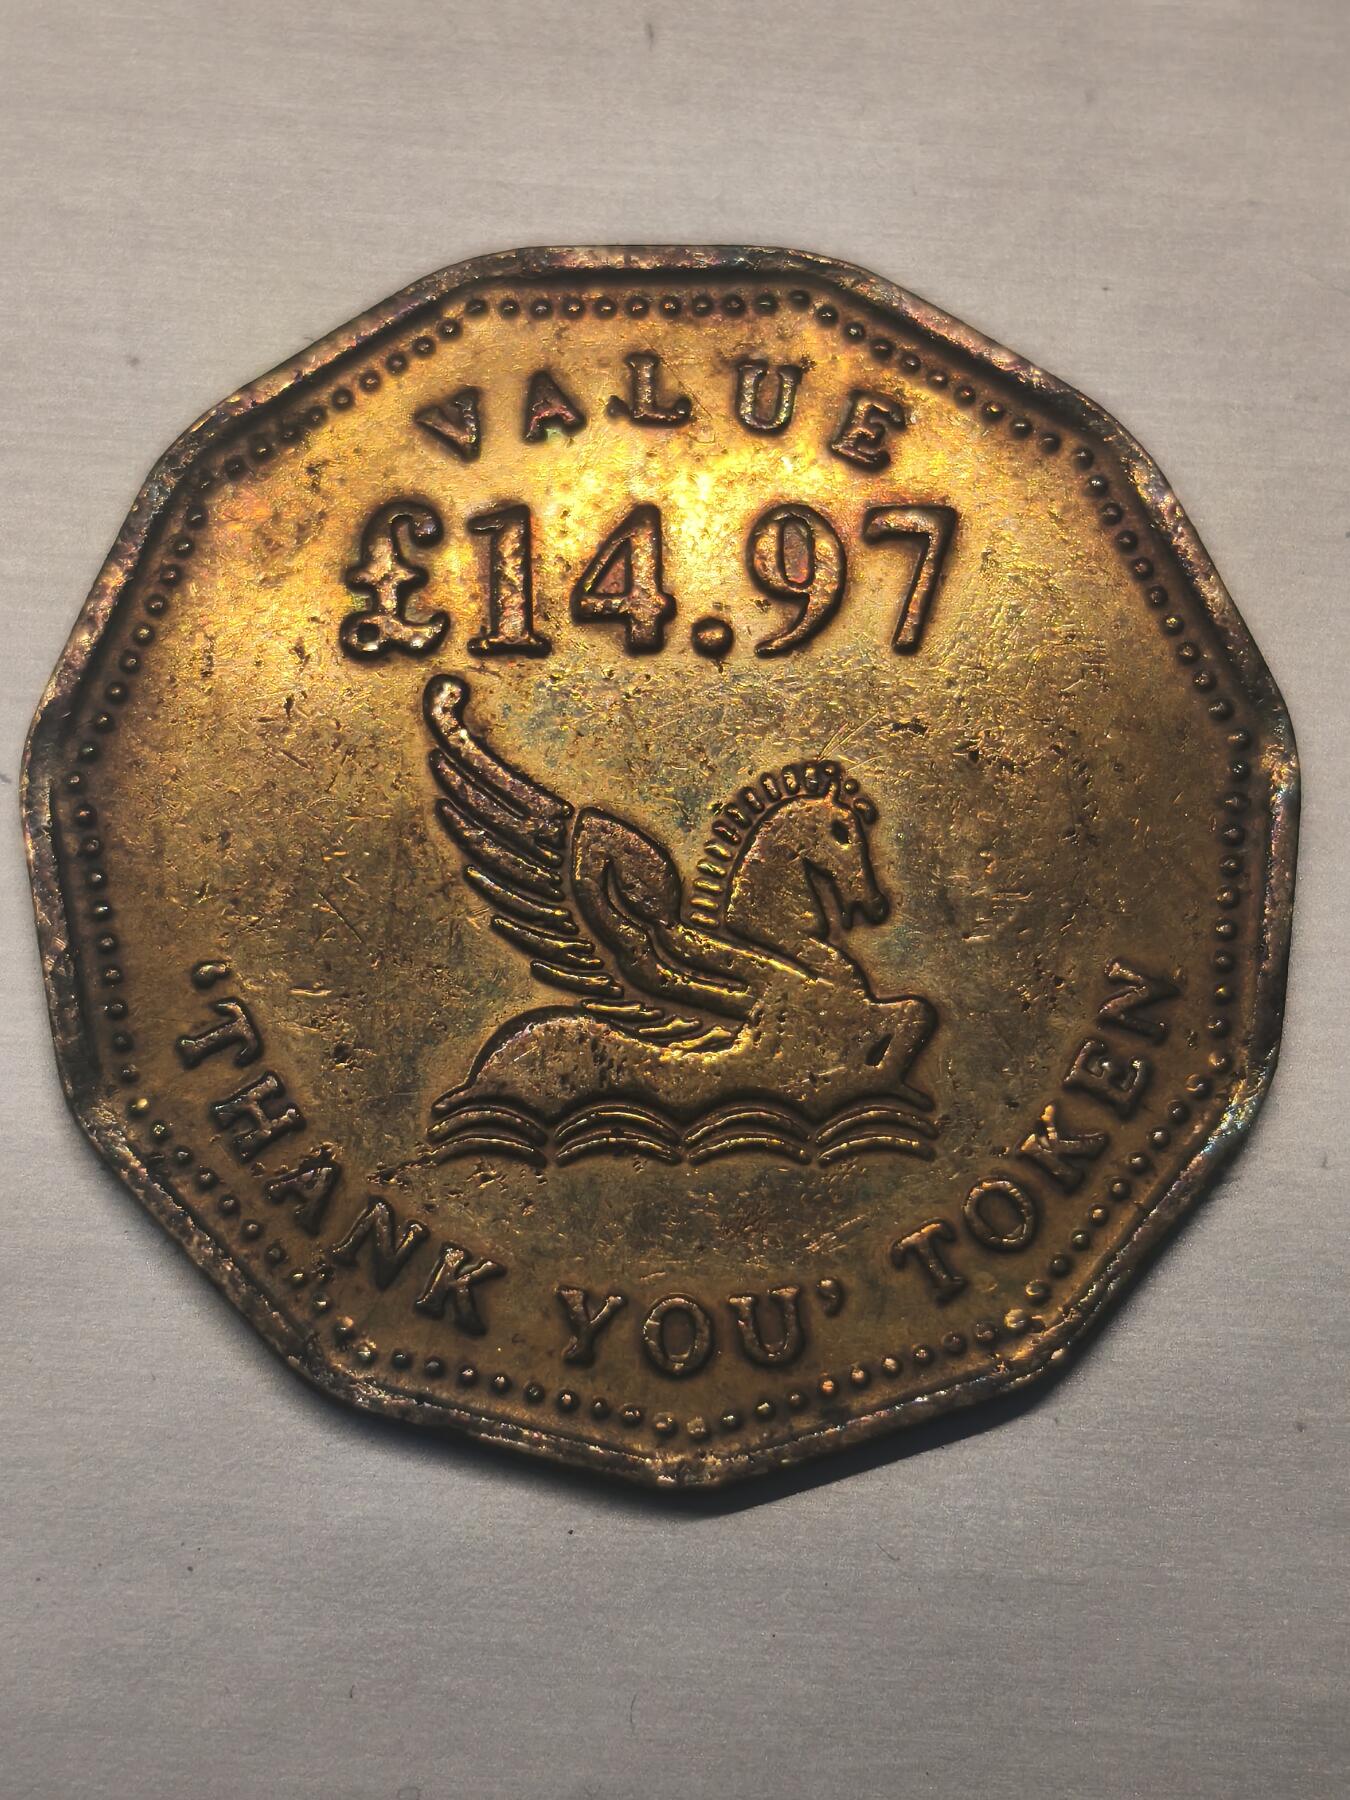 VALUE
£14.97
'THANK YOU' TOKEN